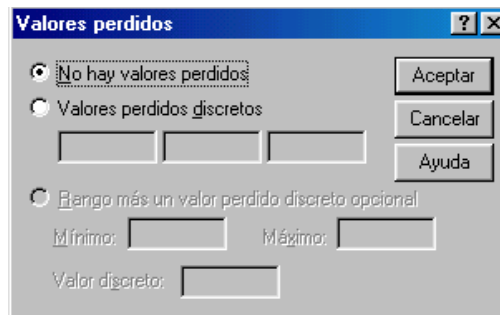 Valores perdidos
No hay valores perdidos
Valores perdidos discretos
Aceptar
Cancelar
Ayuda
Rango más un valor perdido discreto opcional
Mínimo:
Máximo:
Valor discreto: